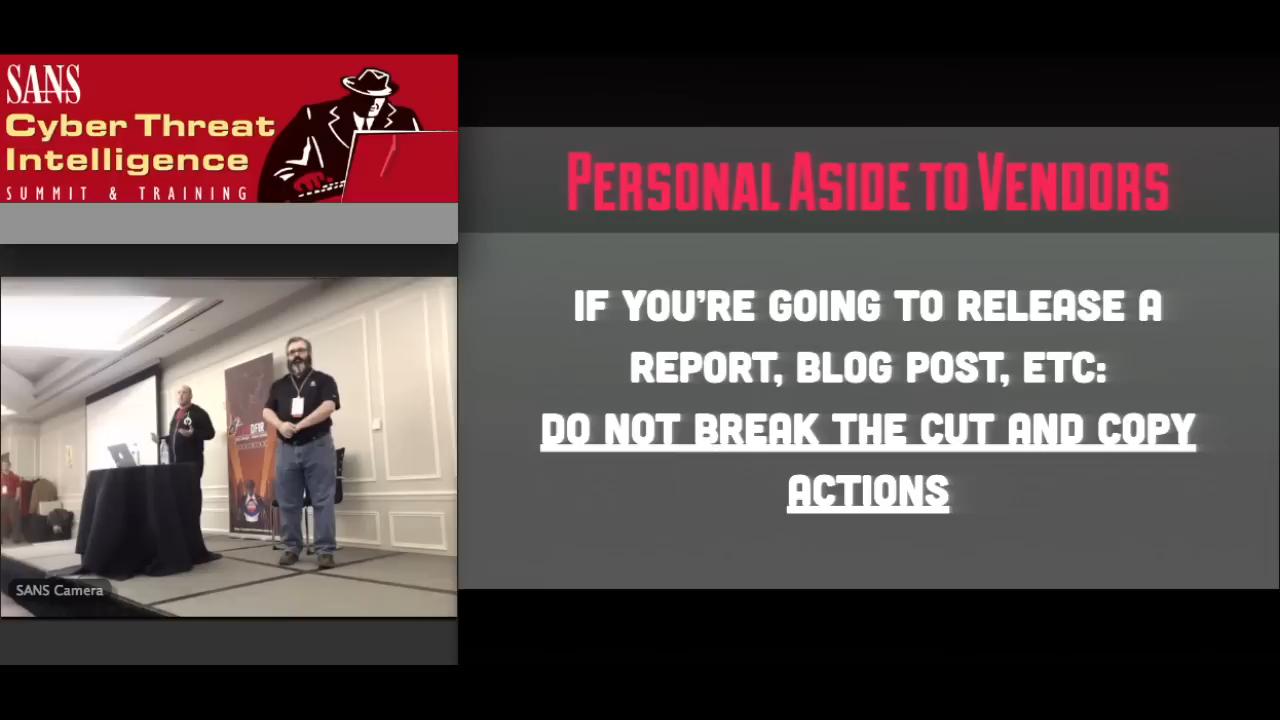 SANS
Cyber Threat
Intelligence
SUMMIT & TRAINING
PERSONAL ASIDE TO VENDORS
IF YOU'RE GOING TO RELEASE A
REPORT, BLOG POST, ETC:
DO NOT BREAK THE CUT AND COPY
ACTIONS
DFIR
SANS Camera